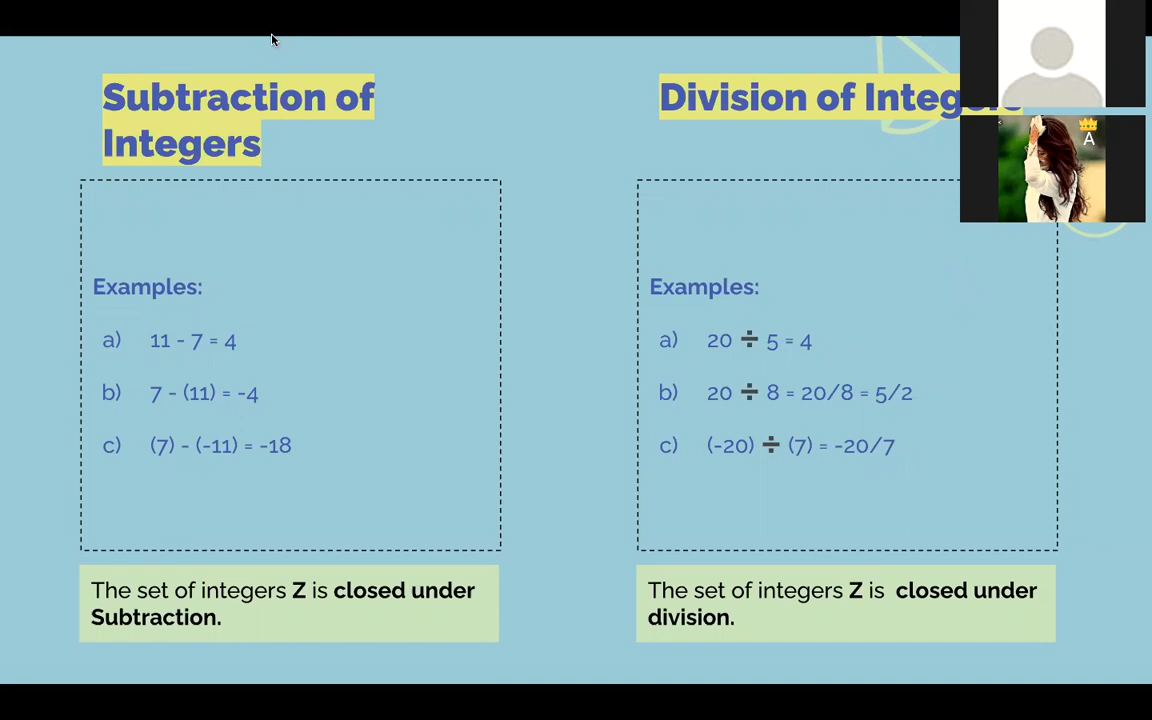 Subtraction of
Integers
Examples:
a) 11 - 7 = 4
b) 7 - (11) = -4
c) (7) - (-11) = -18
The set of integers Z is closed under
Subtraction.
Division of
Examples:
a) 20 ÷ 5 = 4
b) 20 ÷ 8 = 20/8 = 5/2
c) (-20) ÷ (7) = -20/7
The set of integers Z is closed under
division.
A